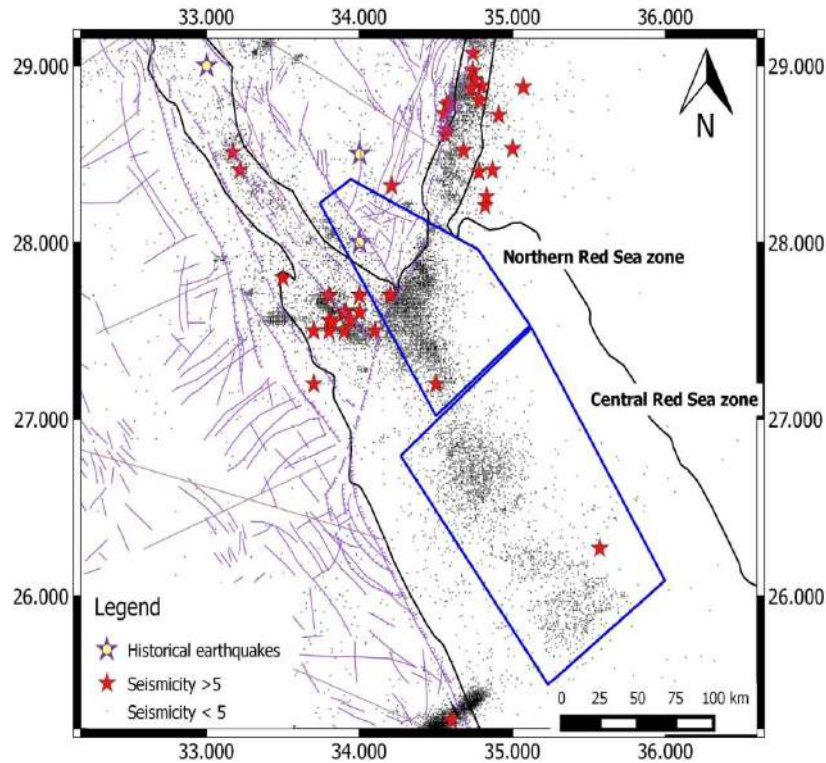 33.000 34.000 35.000 36.000
29.000 29.000
N
28.000 28.000
Northern Red Sea zone
27.000 27.000
Central Red Sea zone
26.000 26.000
Legend
Historical earthquakes
Seismicity >5
Seismicity < 5
0 25 50 75 100 km
33.000 34.000 35.000 36.000